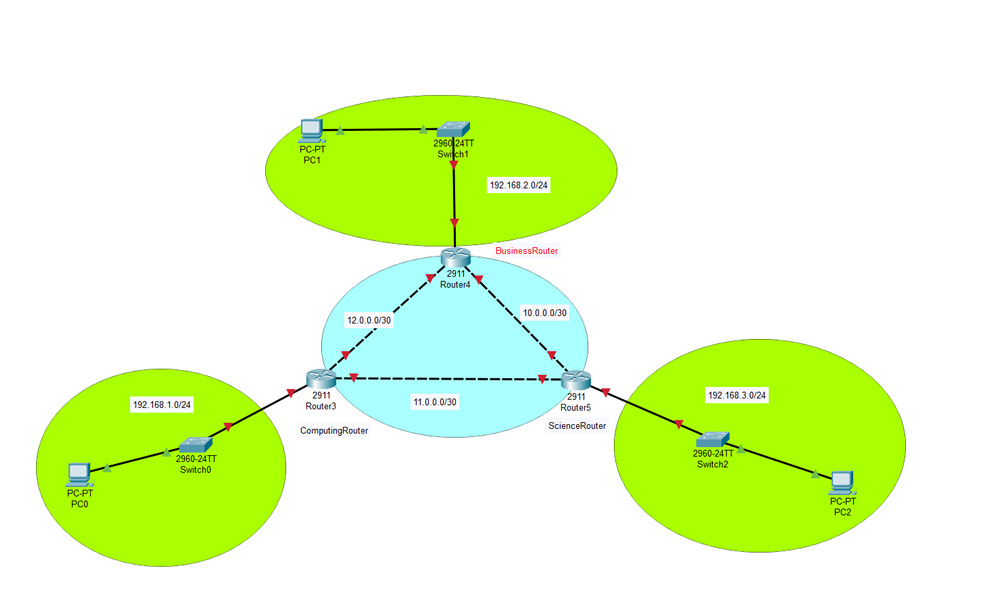 PC-PT
PC1
2960-24TT
Switch1
192.168.2.0/24
BusinessRouter
2911
Router4
12.0.0.0/30
10.0.0.0/30
2911
Router3
11.0.0.0/30
2911
Router5
ComputingRouter
ScienceRouter
192.168.1.0/24
2960-24TT
Switch0
PC-PT
PC0
192.168.3.0/24
2960-24TT
Switch2
PC-PT
PC2